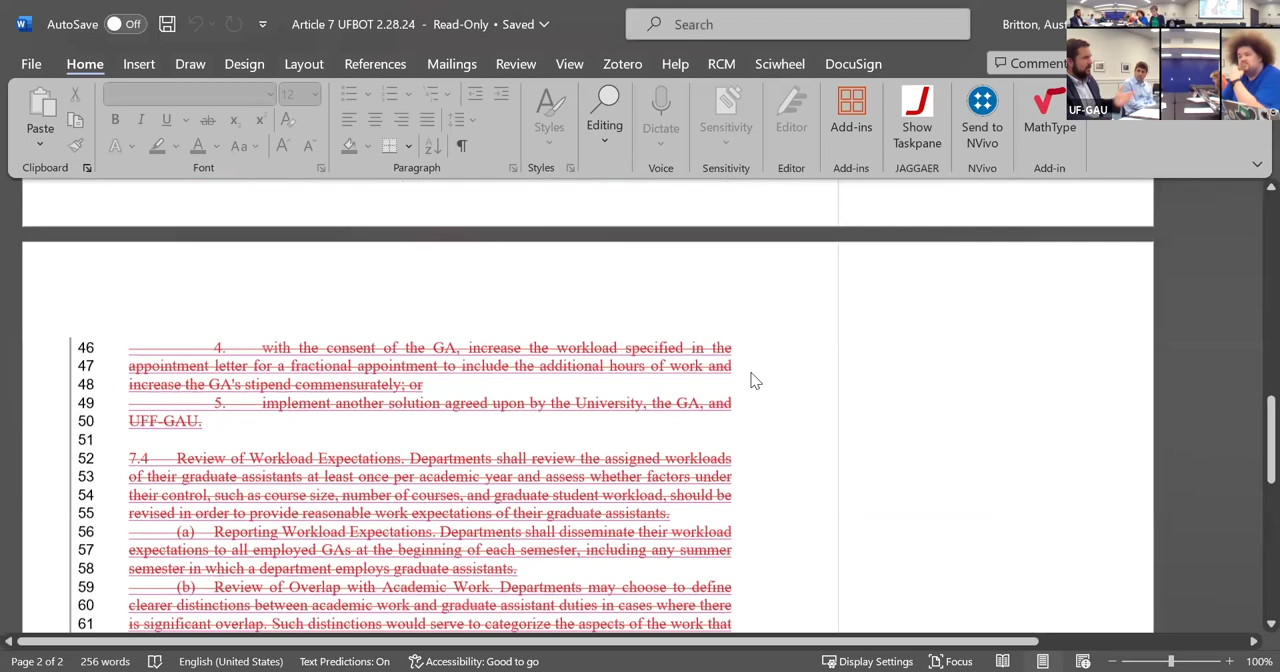 AutoSave Off Article 7 UFBOT 2.28.24 - Read-Only • Saved Search Britton, Aust
File Home Insert Draw Design Layout References Mailings Review View Zotero Help RCM Sciwheel DocuSign Comment
UF-GAU
12
Paste Styles Editing Dictate Sensitivity Editor Add-ins Show Taskpane Send to NVivo MathType
Clipboard Font Paragraph Styles Voice Sensitivity Editor Add-ins JAGGAER NVivo Add-in
46 4. with the consent of the GA, increase the workload specified in the
47 appointment letter for a fractional appointment to include the additional hours of work and
48 increase the GA's stipend commensurately; or
49 5. implement another solution agreed upon by the University, the GA, and
50 UFF-GAU.
51
52 7.4 Review of Workload Expectations. Departments shall review the assigned workloads
53 of their graduate assistants at least once per academic year and assess whether factors under
54 their control, such as course size, number of courses, and graduate student workload, should be
55 revised in order to provide reasonable work expectations of their graduate assistants.
56 (a) Reporting Workload Expectations. Departments shall disseminate their workload
57 expectations to all employed GAs at the beginning of each semester, including any summer
58 semester in which a department employs graduate assistants.
59 (b) Review of Overlap with Academic Work. Departments may choose to define
60 clearer distinctions between academic work and graduate assistant duties in cases where there
61 is significant overlap. Such distinctions would serve to categorize the aspects of the work that
Page 2 of 2 256 words English (United States) Text Predictions: On Accessibility: Good to go Display Settings Focus 100%